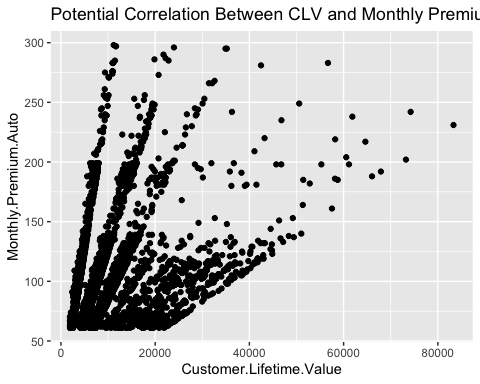 Potential Correlation Between CLV and Monthly Premiu
300
250
200
150
100
50
Monthly.Premium.Auto
0 20000 40000 60000 80000
Customer.Lifetime.Value